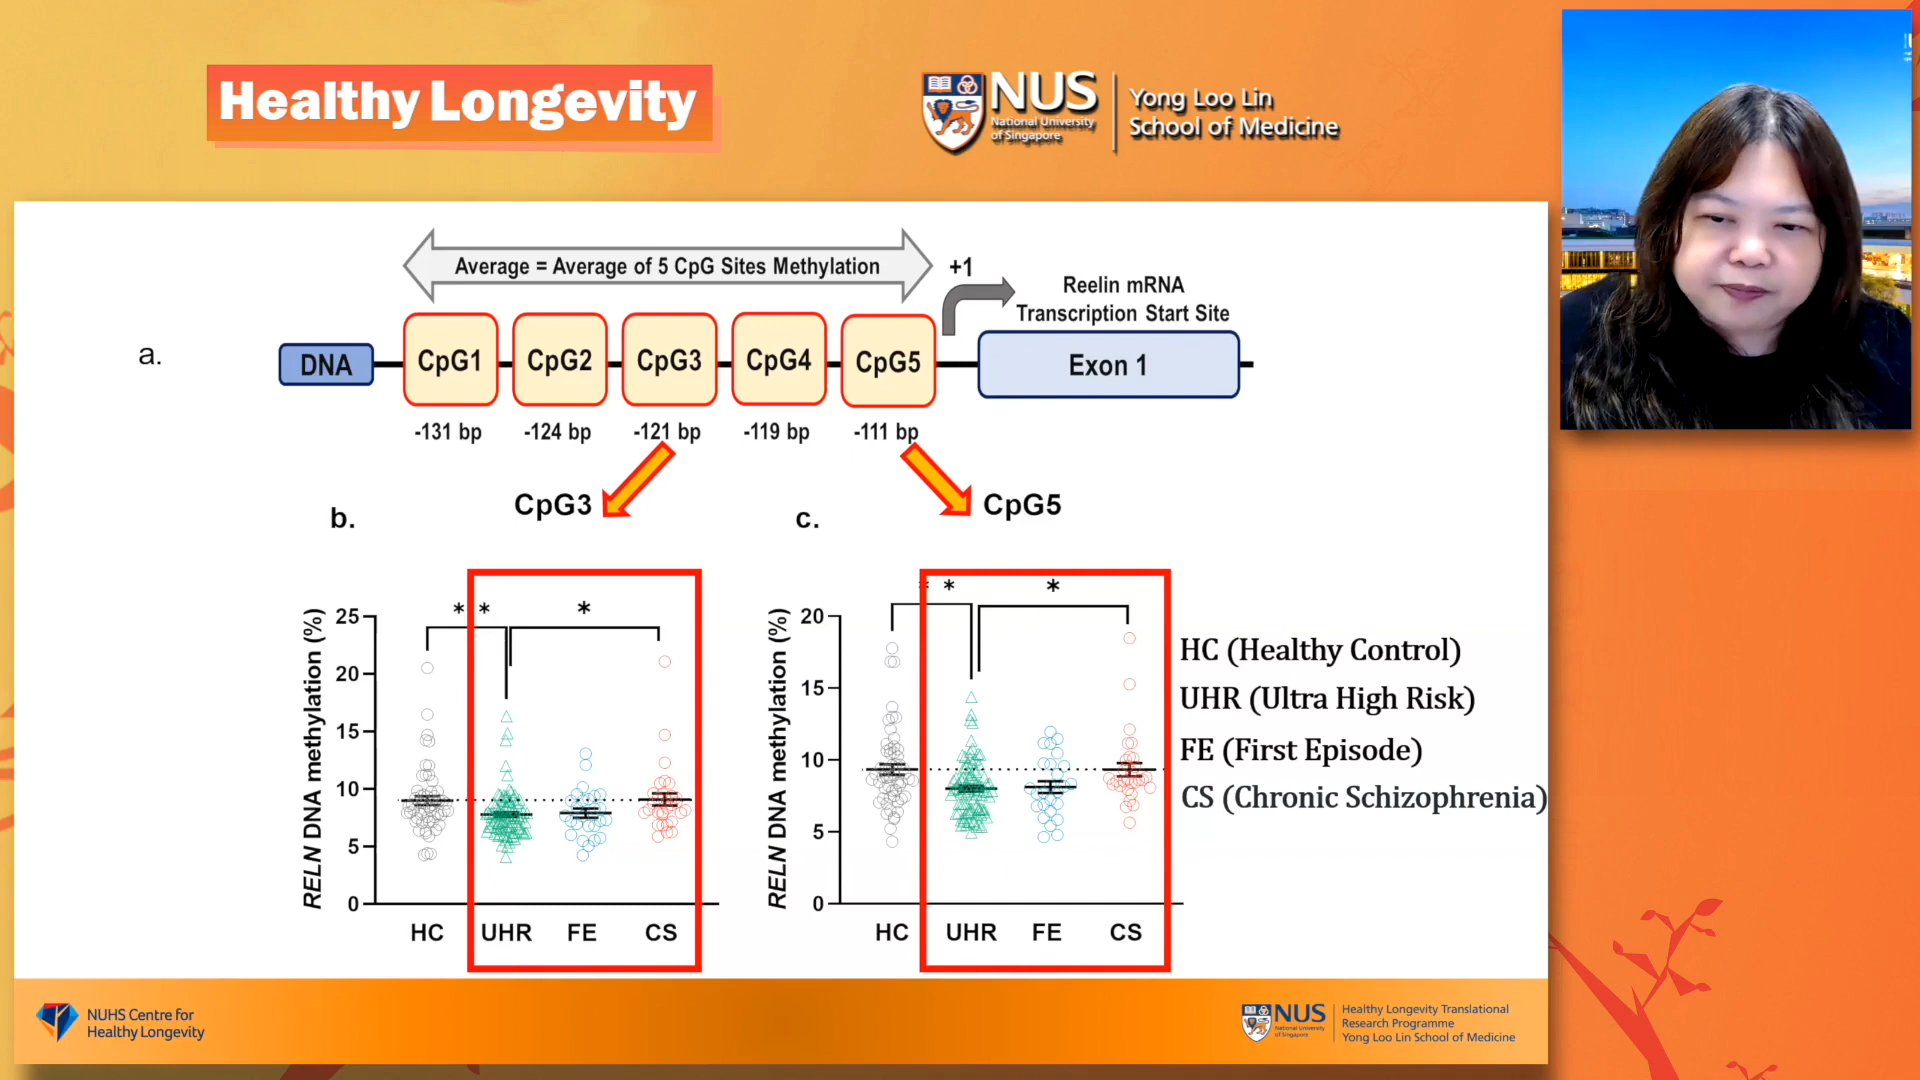 Healthy Longevity
NUS
National University
of Singapore
Yong Loo Lin
School of Medicine
Average = Average of 5 CpG Sites Methylation
+1
Reelin mRNA
Transcription Start Site
a.
DNA
CpG1
CpG2
CpG3
CpG4
CpG5
Exon 1
-131 bp
-124 bp
-121 bp
-119 bp
-111 bp
b.
CpG3
c.
CpG5
RELN DNA methylation (%)
25
20
15
10
5
0
* *
*
HC
UHR
FE
CS
RELN DNA methylation (%)
20
15
10
5
0
* *
*
HC
UHR
FE
CS
HC (Healthy Control)
UHR (Ultra High Risk)
FE (First Episode)
CS (Chronic Schizophrenia)
NUHS Centre for
Healthy Longevity
NUS
National University
of Singapore
Healthy Longevity Translational
Research Programme
Yong Loo Lin School of Medicine